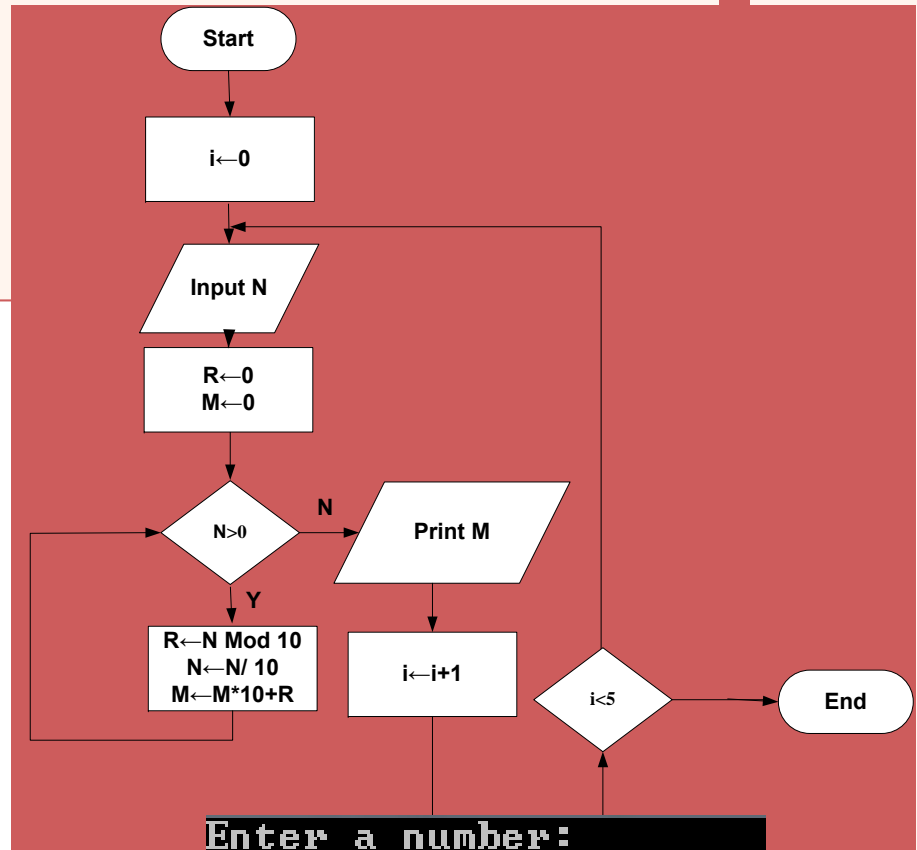 Start
i←0
Input N
R←0
M←0
N>0
N
Print M
Y
R←N Mod 10
N←N/ 10
M←M*10+R
i←i+1
i<5
End
Enter a number: